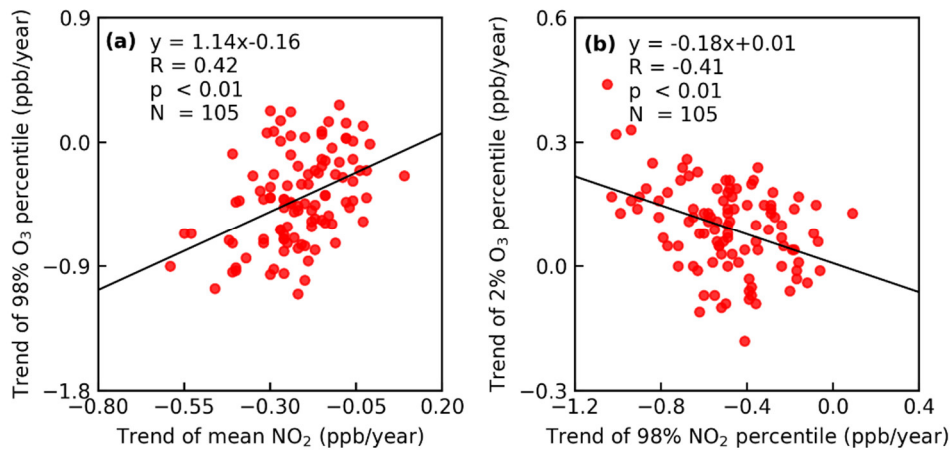 (a) y = 1.14x-0.16
R = 0.42
p < 0.01
N = 105
0.9
0.0
−0.9
−1.8
−0.80 −0.55 −0.30 −0.05 0.20
Trend of mean NO₂ (ppb/year)
Trend of 98% O₃ percentile (ppb/year)
(b) y = -0.18x+0.01
R = -0.41
p < 0.01
N = 105
0.6
0.3
0.0
−0.3
−1.2 −0.8 −0.4 0.0 0.4
Trend of 98% NO₂ percentile (ppb/year)
Trend of 2% O₃ percentile (ppb/year)